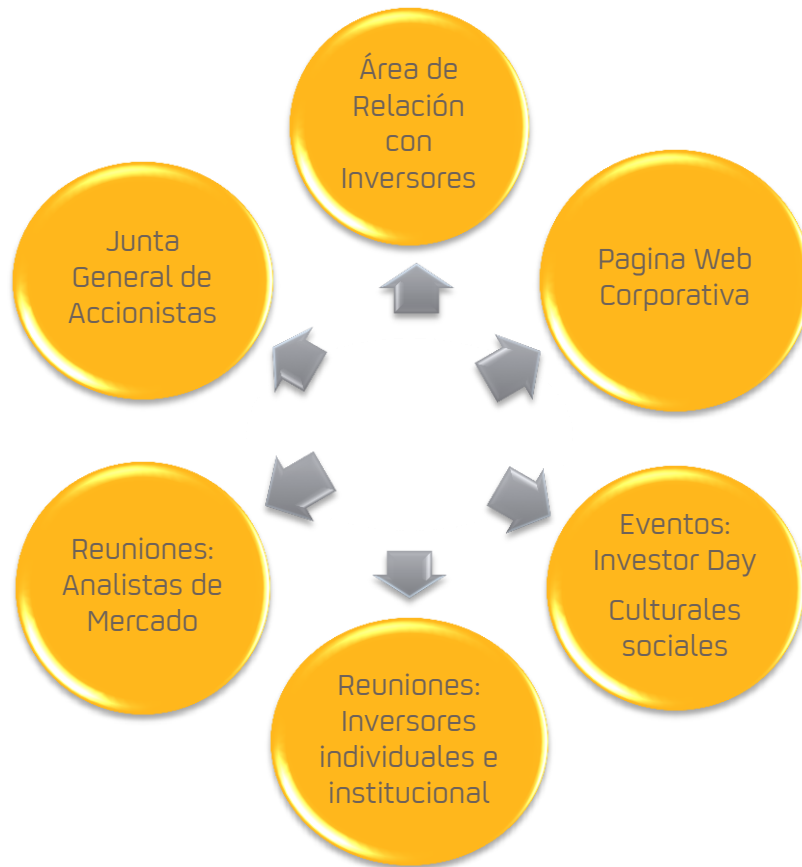 Área de
Relación
con
Inversores
Pagina Web
Corporativa
Eventos:
Investor Day
Culturales
sociales
Reuniones:
Inversores
individuales e
institucional
Reuniones:
Analistas de
Mercado
Junta
General de
Accionistas